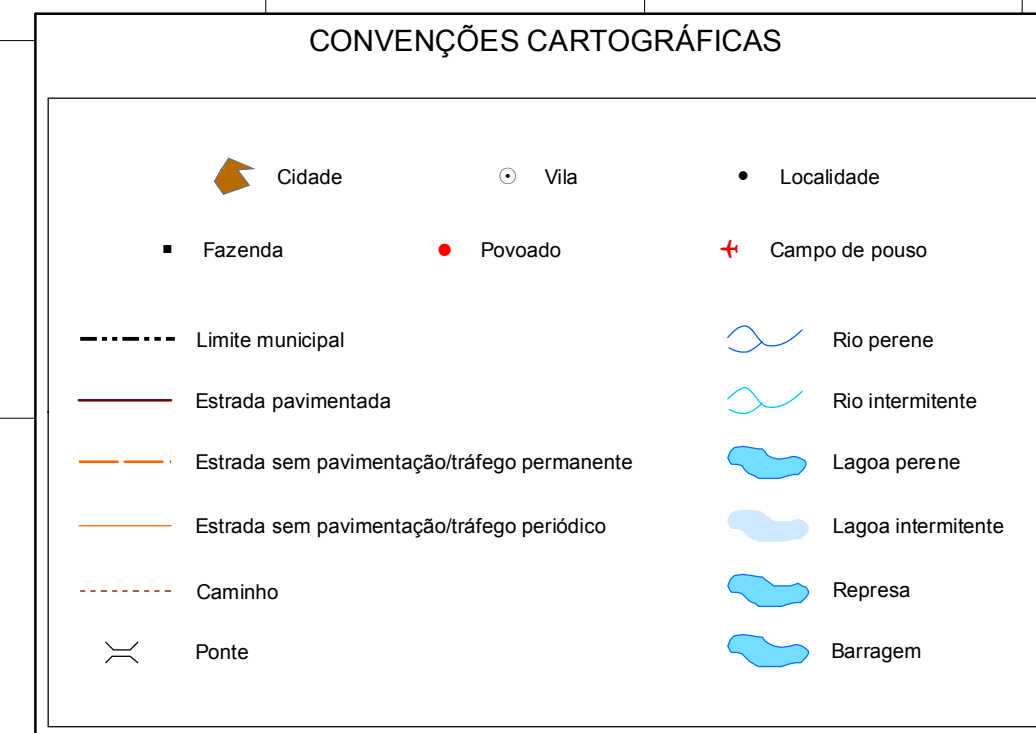 CONVENÇÕES CARTOGRÁFICAS
Cidade
Vila
Localidade
Fazenda
Povoado
Campo de pouso
Limite municipal
Rio perene
Estrada pavimentada
Rio intermitente
Estrada sem pavimentação/tráfego permanente
Lagoa perene
Estrada sem pavimentação/tráfego periódico
Lagoa intermitente
Caminho
Represa
Ponte
Barragem